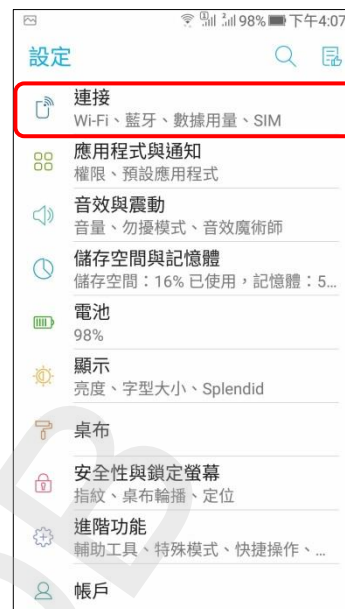 98% 下午4:07
設定
連接
Wi-Fi、藍牙、數據用量、SIM
應用程式與通知
權限、預設應用程式
音效與震動
音量、勿擾模式、音效魔術師
儲存空間與記憶體
儲存空間：16% 已使用，記憶體：5...
電池
98%
顯示
亮度、字型大小、Splendid
桌布
安全性與鎖定螢幕
指紋、桌布輪播、定位
進階功能
輔助工具、特殊模式、快捷操作、...
帳戶